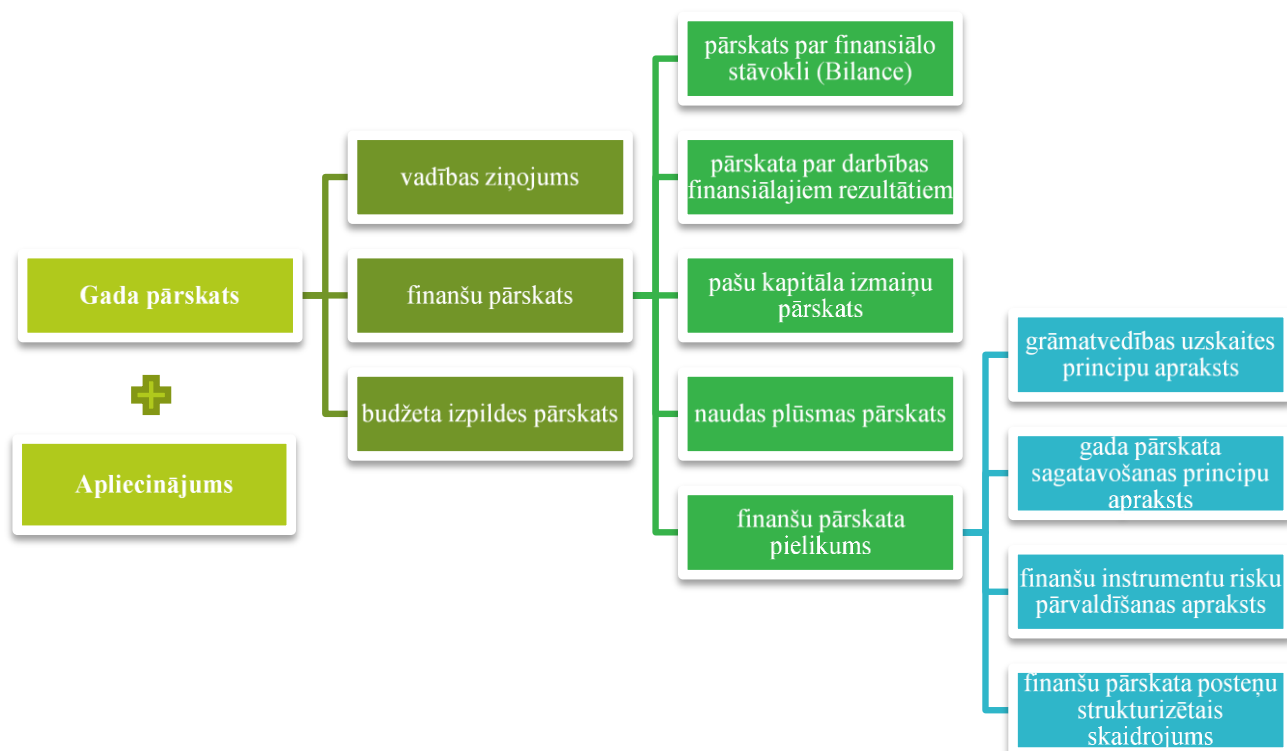 Gada pārskats
Apliecinājums
vadības ziņojums
finanšu pārskats
budžeta izpildes pārskats
pārskats par finansiālo
stāvokli (Bilance)
pārskata par darbības
finansiālajiem rezultātiem
pašu kapitāla izmaiņu
pārskats
naudas plūsmas pārskats
finanšu pārskata
pielikums
grāmatvedības uzskaites
principu apraksts
gada pārskata
sagatavošanas principu
apraksts
finanšu instrumentu risku
pārvaldīšanas apraksts
finanšu pārskata posteņu
strukturizētais
skaidrojums